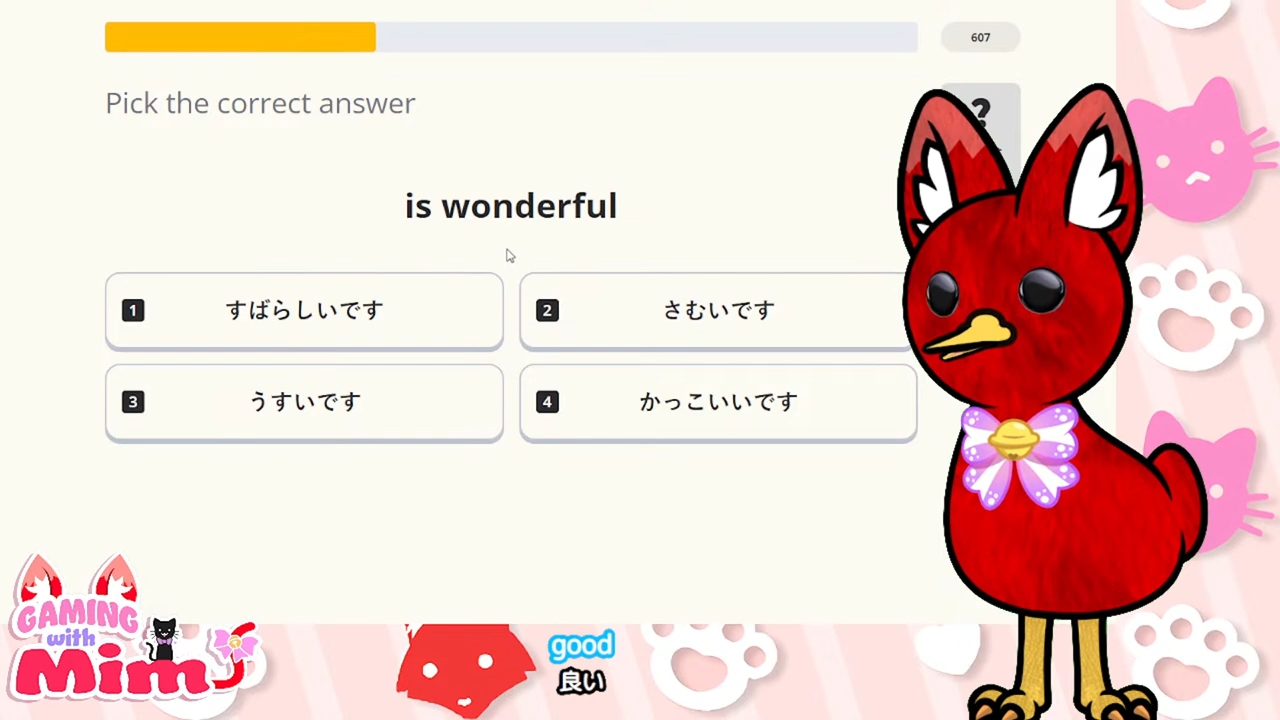 607
Pick the correct answer
?
is wonderful
1 すばらしいです
2 さむいです
3 うすいです
4 かっこいいです
GAMING
with
Mim
good
良い